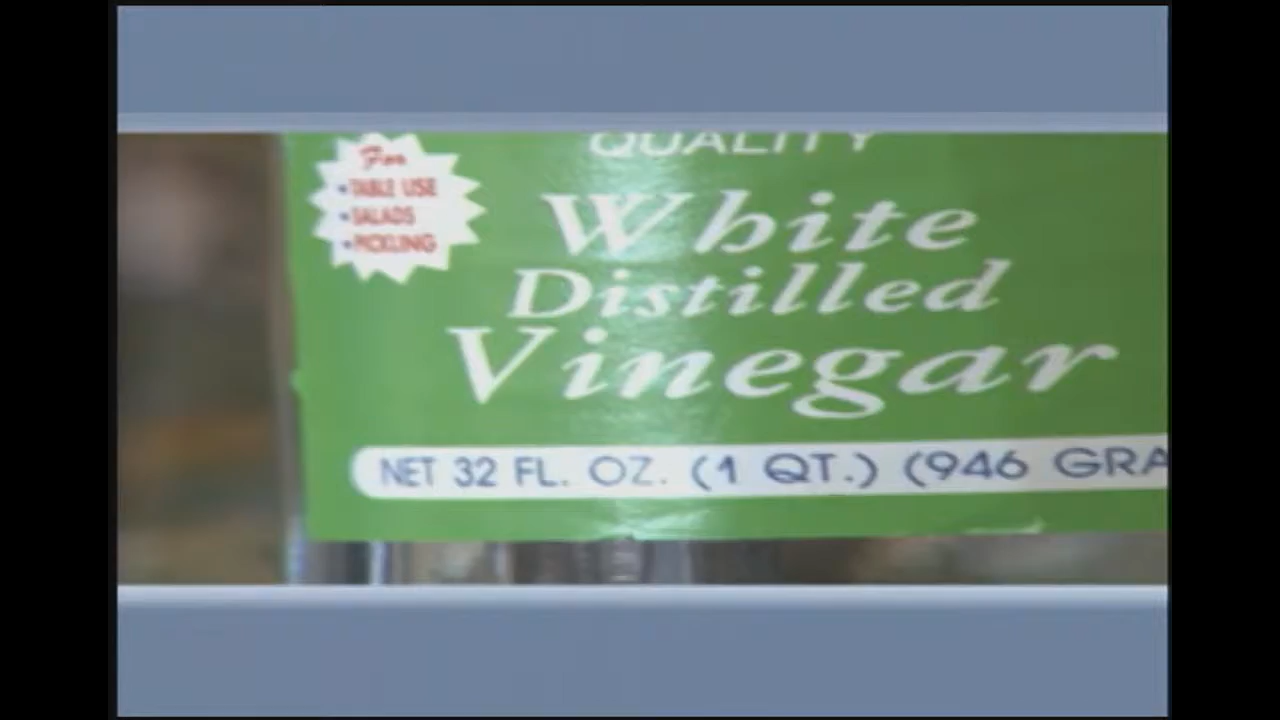 QUALITY
For
•TABLE USE
•SALADS
•PICKLING
White
Distilled
Vinegar
NET 32 FL. OZ. (1 QT.) (946 GRA